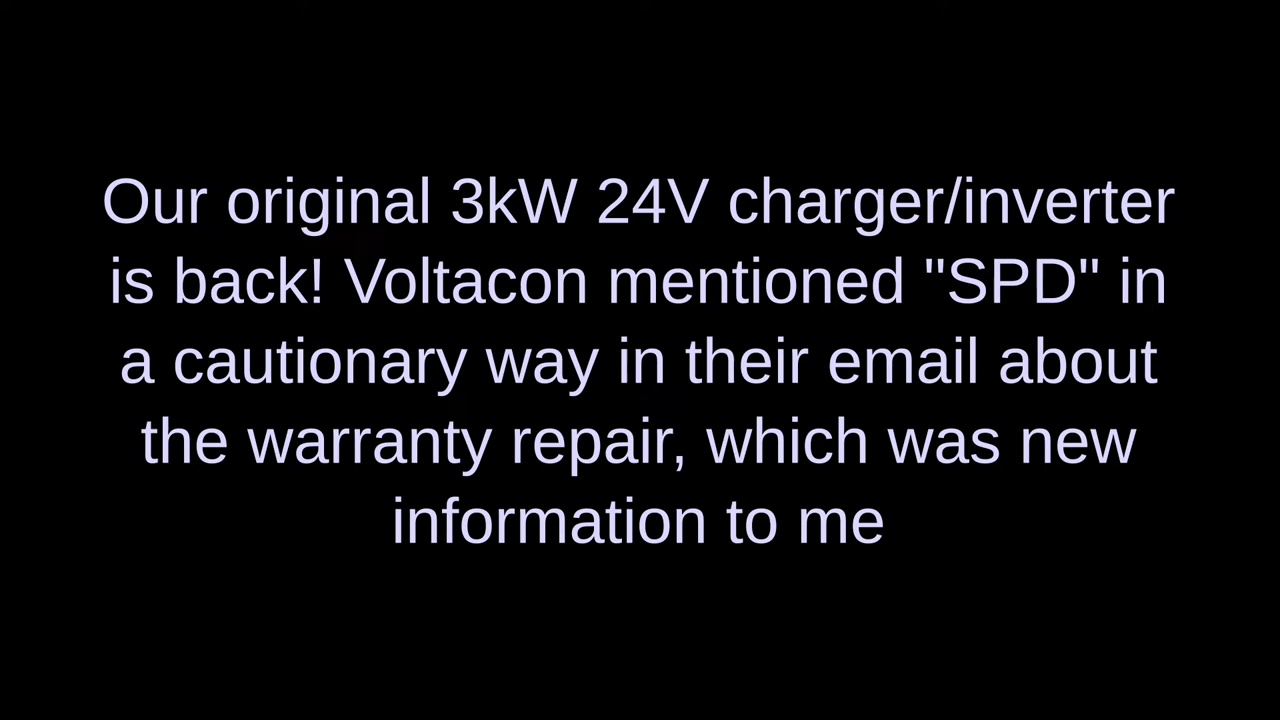 Our original 3kW 24V charger/inverter
is back! Voltacon mentioned "SPD" in
a cautionary way in their email about
the warranty repair, which was new
information to me